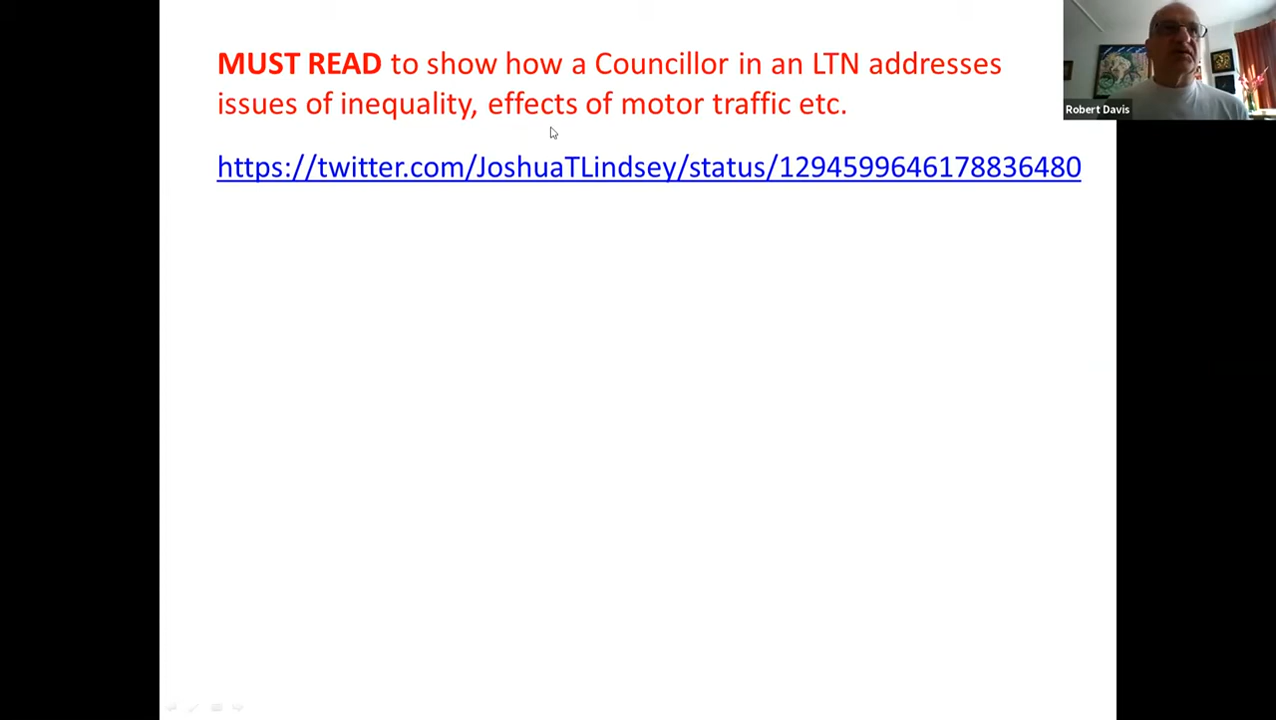 MUST READ to show how a Councillor in an LTN addresses
issues of inequality, effects of motor traffic etc.
https://twitter.com/JoshuaTLindsey/status/1294599646178836480
Robert Davis